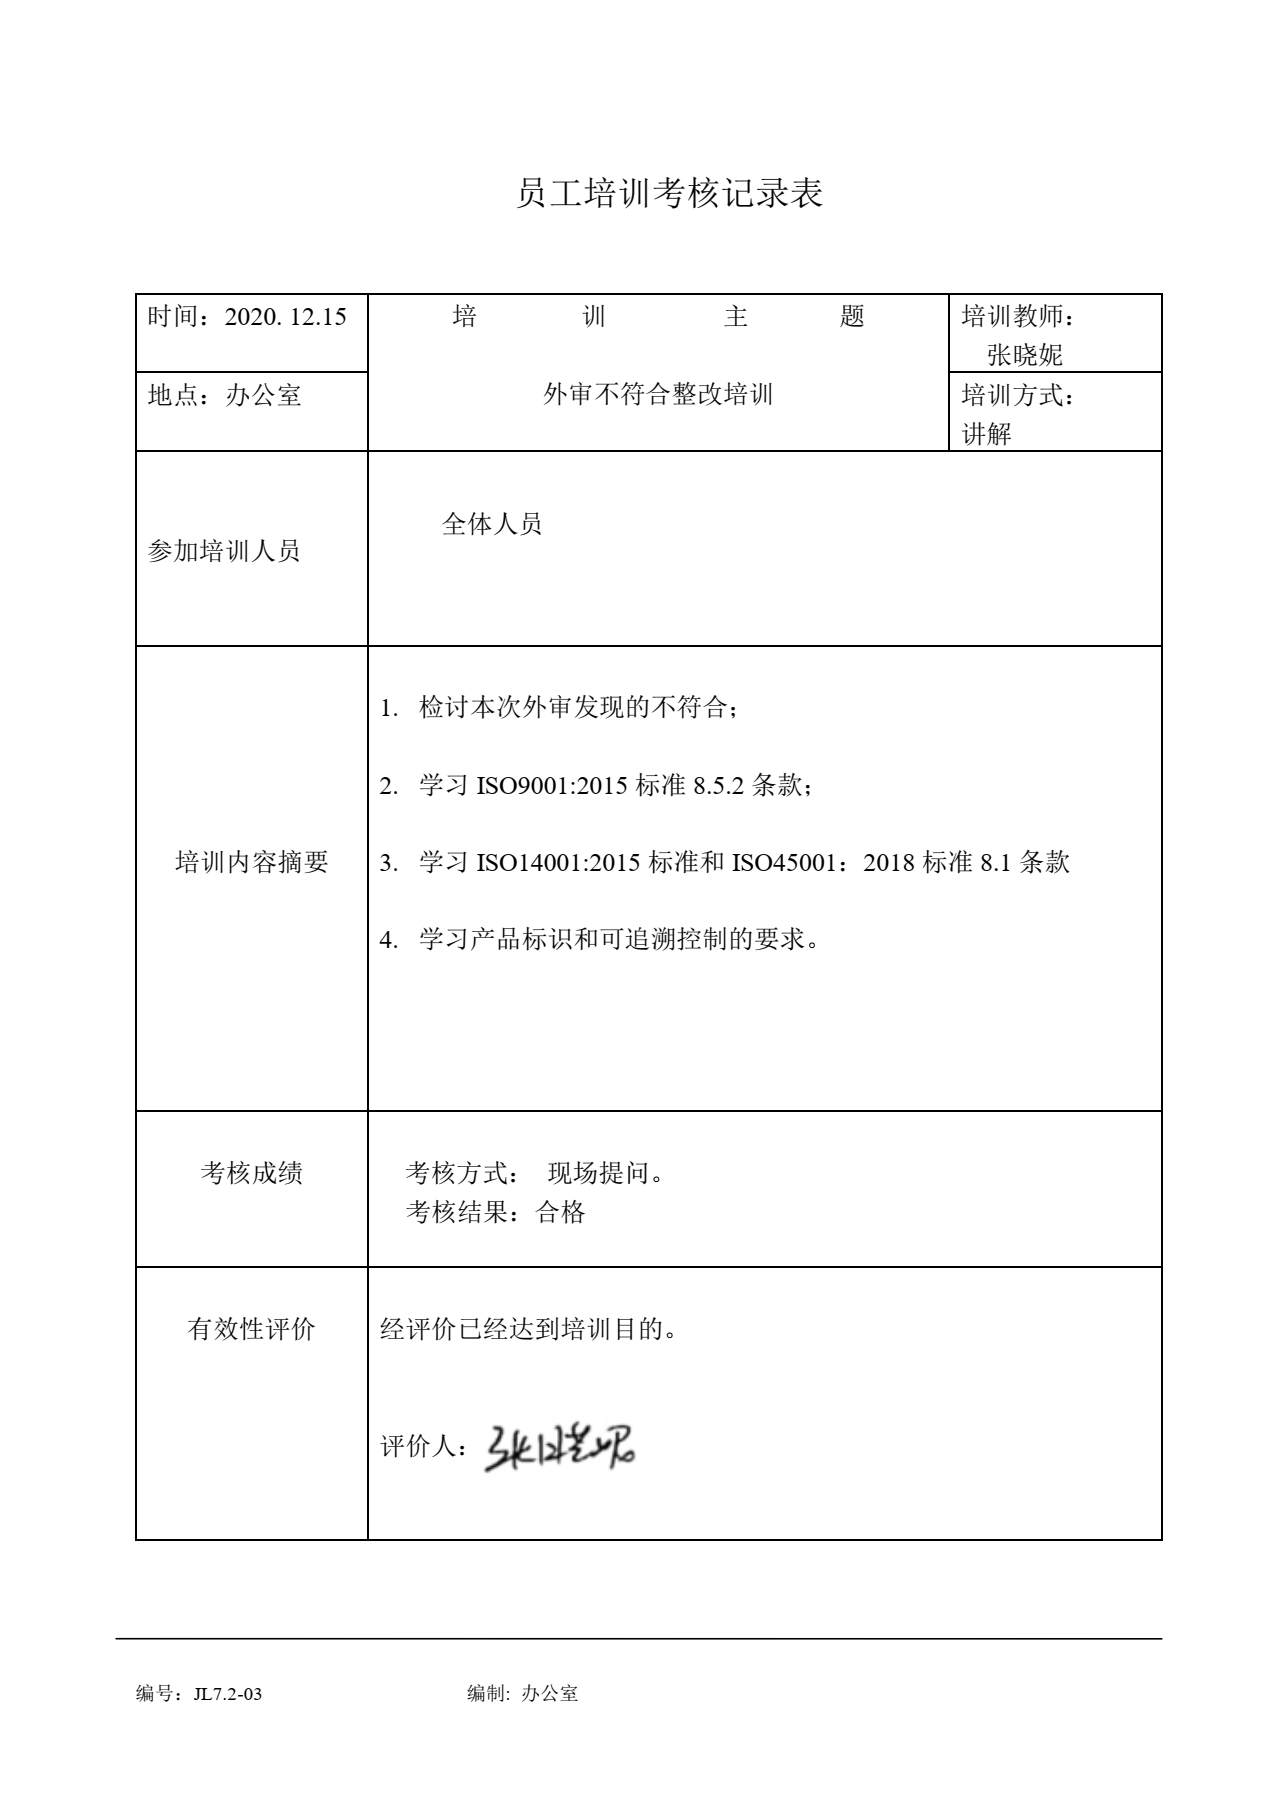 员工培训考核记录表
时间：2020. 12.15
培 训 主 题
培训教师：
张晓妮
地点：办公室
外审不符合整改培训
培训方式：
讲解
参加培训人员
全体人员
培训内容摘要
1. 检讨本次外审发现的不符合；
2. 学习 ISO9001:2015 标准 8.5.2 条款；
3. 学习 ISO14001:2015 标准和 ISO45001：2018 标准 8.1 条款
4. 学习产品标识和可追溯控制的要求。
考核成绩
考核方式： 现场提问。
考核结果：合格
有效性评价
经评价已经达到培训目的。
评价人：张晓妮
编号：JL7.2-03 编制: 办公室